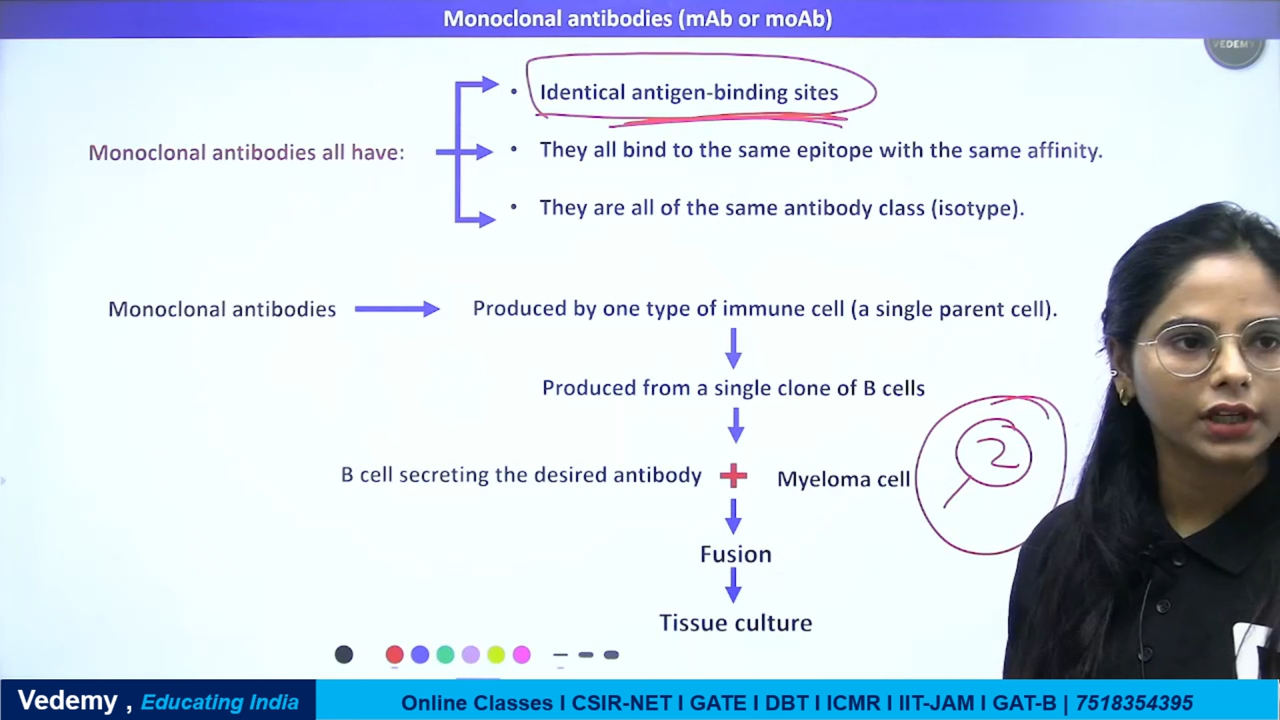 Monoclonal antibodies (mAb or moAb)
VEDEMY
• Identical antigen-binding sites
Monoclonal antibodies all have:
• They all bind to the same epitope with the same affinity.
• They are all of the same antibody class (isotype).
Monoclonal antibodies
Produced by one type of immune cell (a single parent cell).
Produced from a single clone of B cells
2
B cell secreting the desired antibody + Myeloma cell
Fusion
Tissue culture
Vedemy , Educating India
Online Classes I CSIR-NET I GATE I DBT I ICMR I IIT-JAM I GAT-B | 7518354395